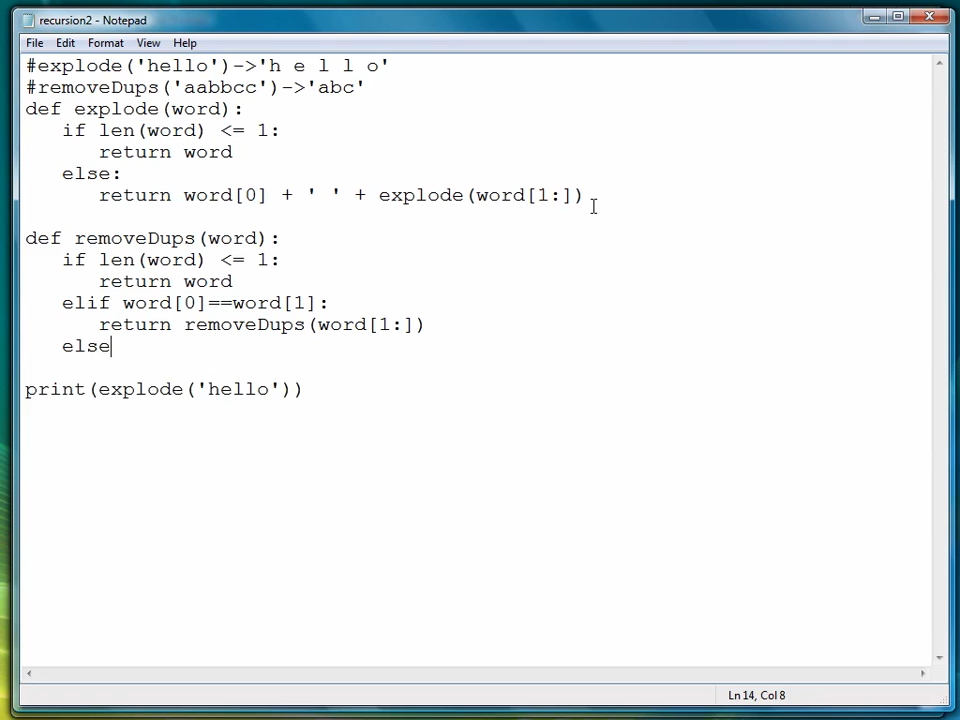 recursion2 - Notepad
File Edit Format View Help
#explode('hello')->'h e l l o'
#removeDups('aabbcc')->'abc'
def explode(word):
   if len(word) <= 1:
      return word
   else:
      return word[0] + ' ' + explode(word[1:])
def removeDups(word):
   if len(word) <= 1:
      return word
   elif word[0]==word[1]:
      return removeDups(word[1:])
   else
print(explode('hello'))
Ln 14, Col 8